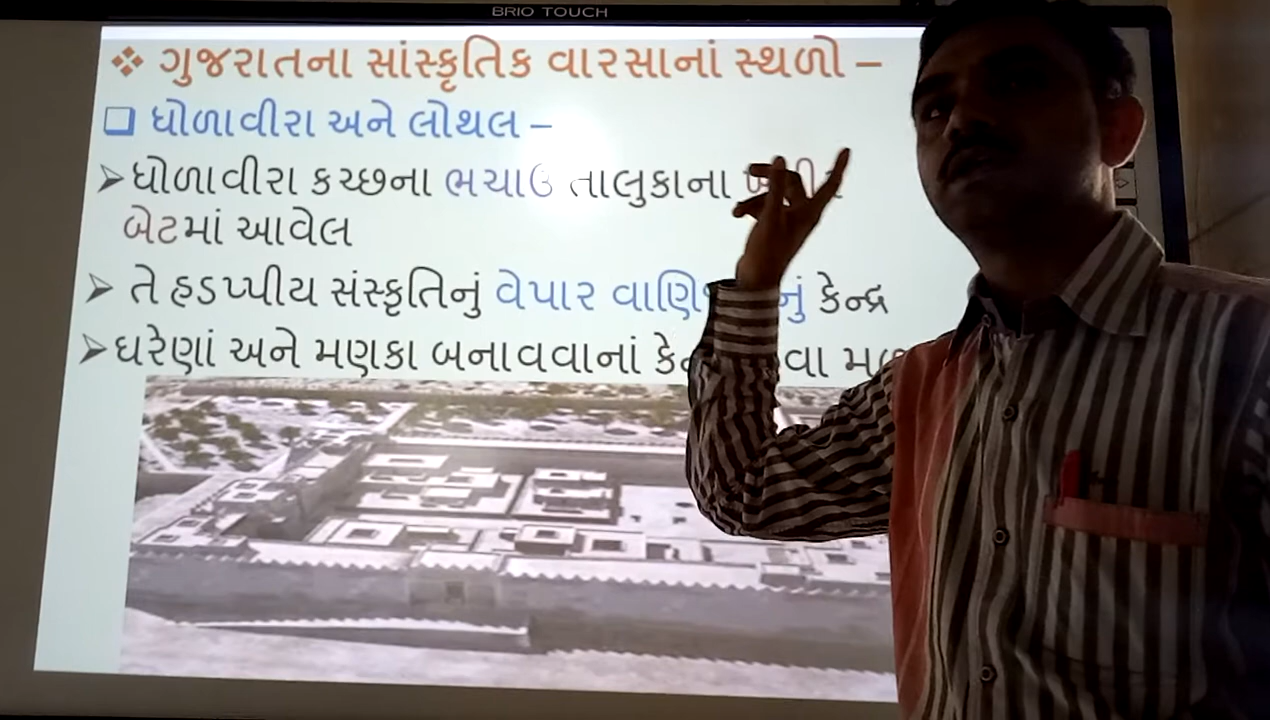 BRIO TOUCH
❖ ગુજરાતના સાંસ્કૃતિક વારસાનાં સ્થળો –
❑ ધોળાવીરા અને લોથલ –
➤ ધોળાવીરા કચ્છના ભચાઉ તાલુકાના
બેટમાં આવેલ
➤ તે હડપ્પીય સંસ્કૃતિનું વેપાર કેન્દ્ર
➤ ઘરેણાં અને મણકા બનાવવાનાં